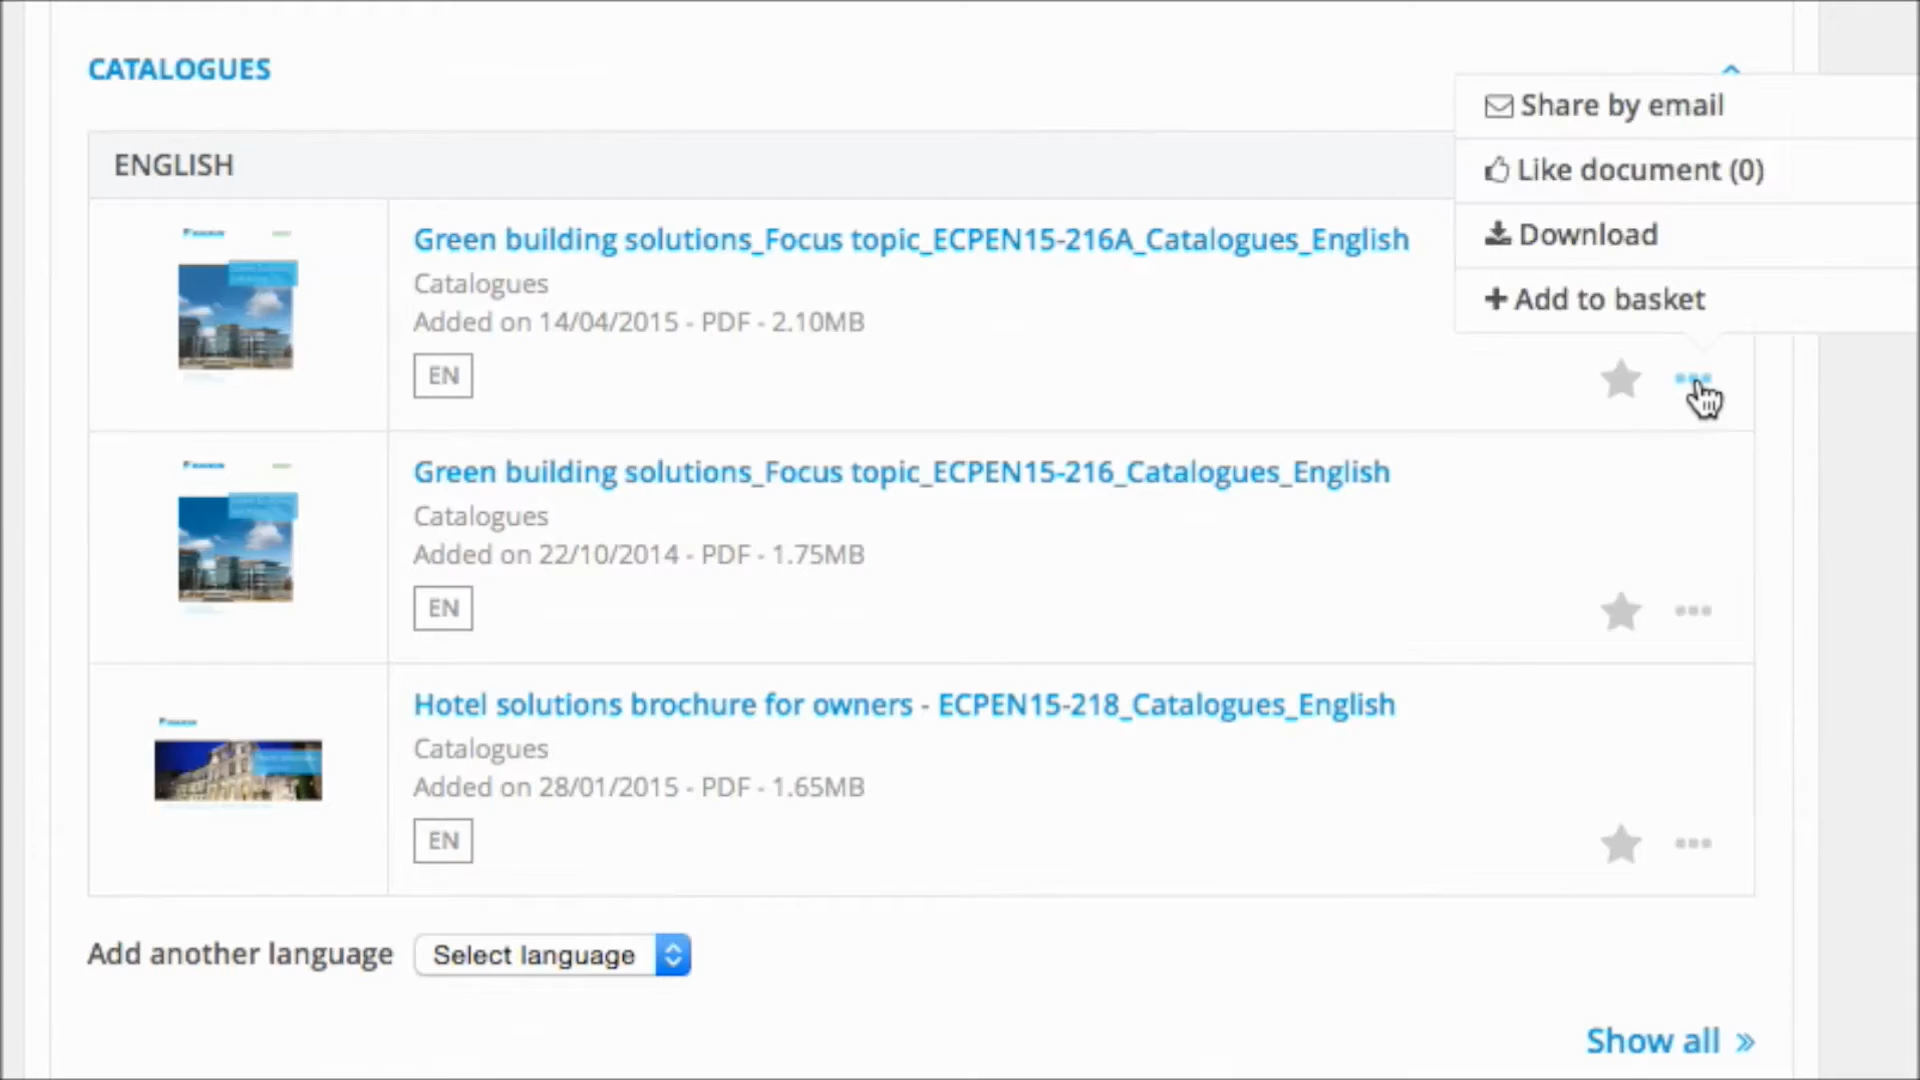 CATALOGUES
Share by email
Like document (0)
Download
Add to basket
ENGLISH
Green building solutions_Focus topic_ECPEN15-216A_Catalogues_English
Catalogues
Added on 14/04/2015 - PDF - 2.10MB
EN
Green building solutions_Focus topic_ECPEN15-216_Catalogues_English
Catalogues
Added on 22/10/2014 - PDF - 1.75MB
EN
Hotel solutions brochure for owners - ECPEN15-218_Catalogues_English
Catalogues
Added on 28/01/2015 - PDF - 1.65MB
EN
Add another language Select language
Show all »